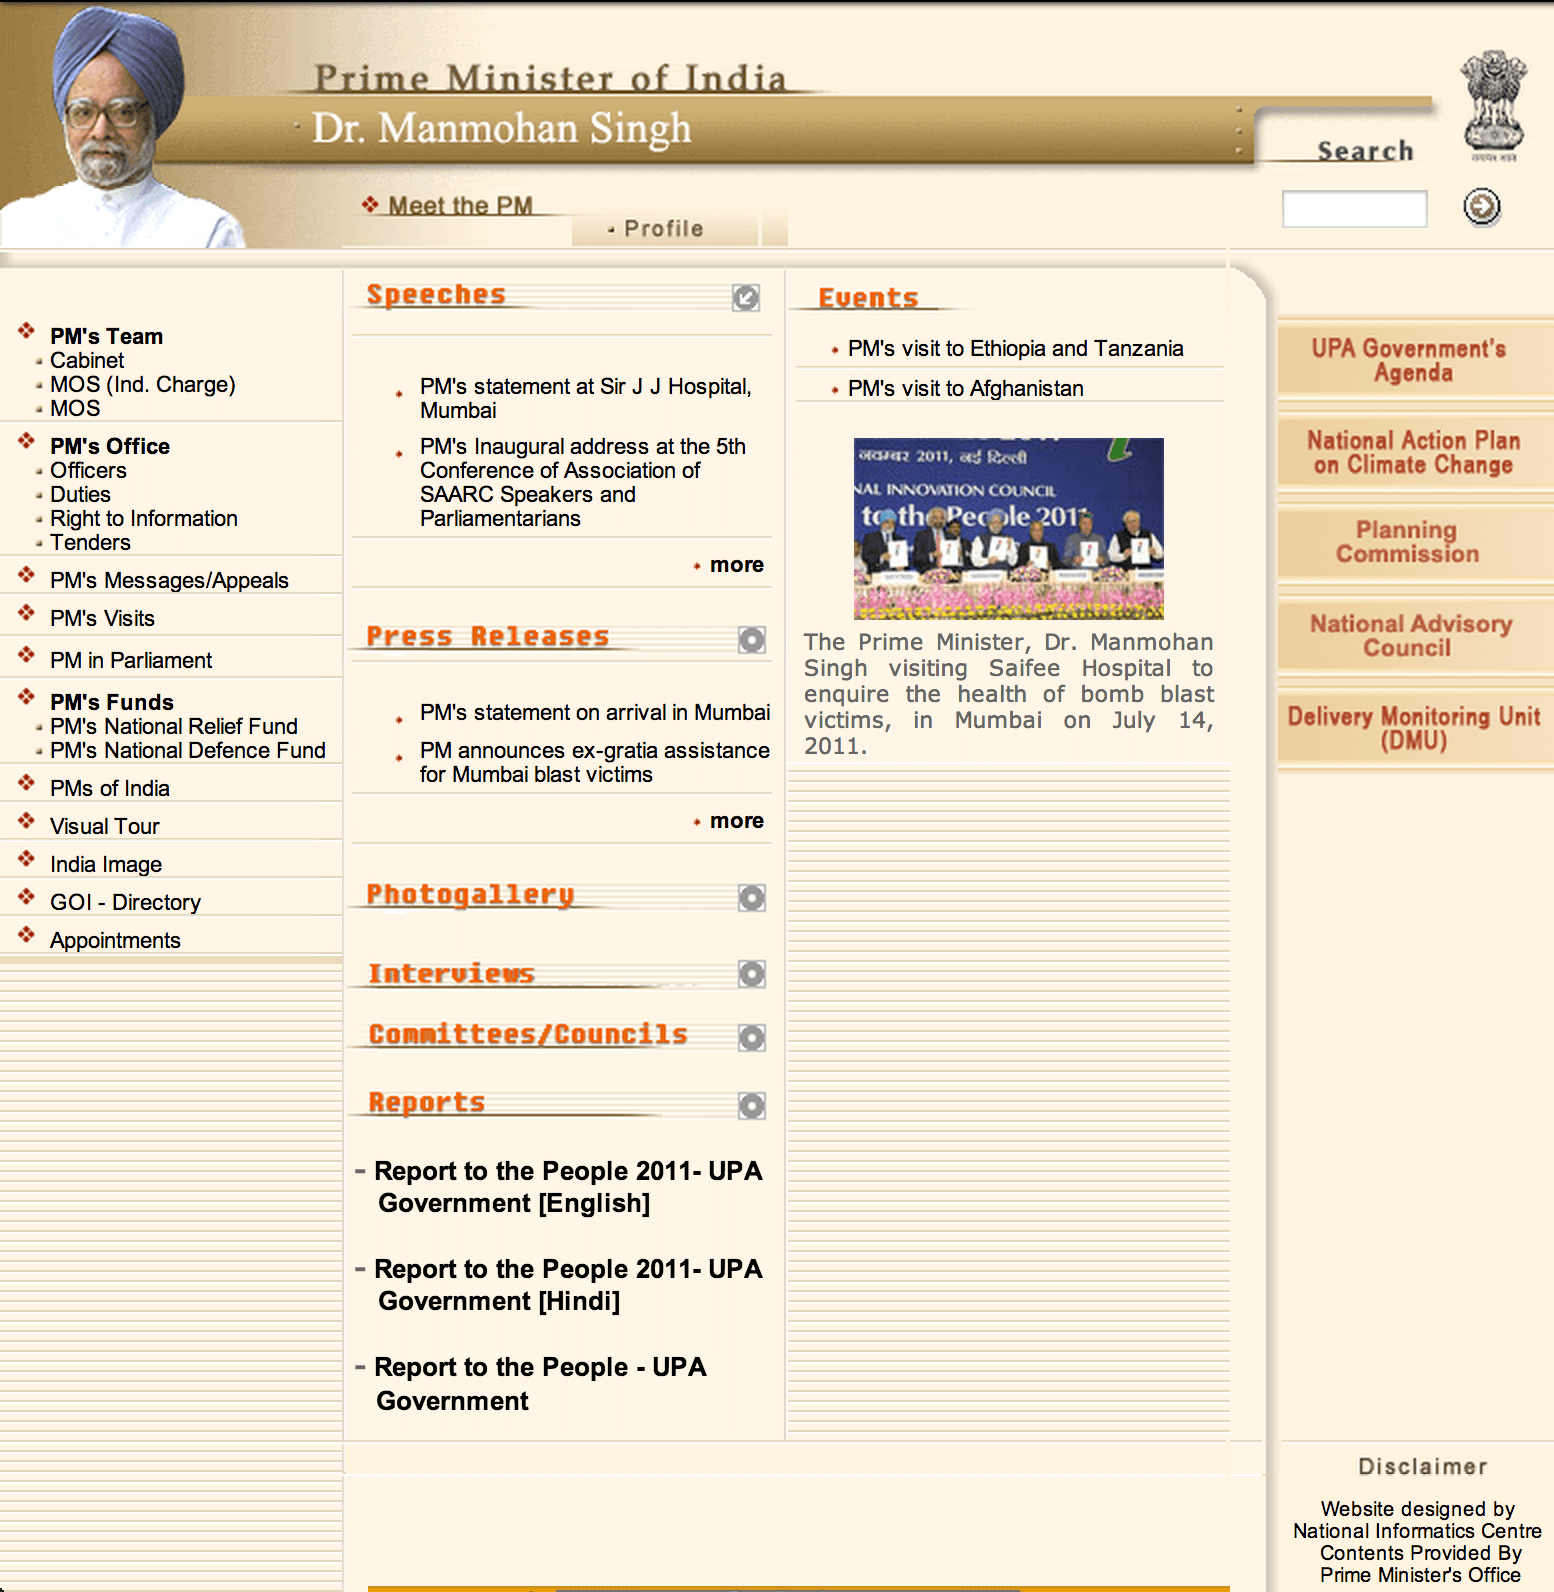 Prime Minister of India
Dr. Manmohan Singh
Search
Meet the PM
Profile
PM's Team
Cabinet
MOS (Ind. Charge)
MOS
PM's Office
Officers
Duties
Right to Information
Tenders
PM's Messages/Appeals
PM's Visits
PM in Parliament
PM's Funds
PM's National Relief Fund
PM's National Defence Fund
PMs of India
Visual Tour
India Image
GOI - Directory
Appointments
Speeches
PM's statement at Sir J J Hospital,
Mumbai
PM's Inaugural address at the 5th
Conference of Association of
SAARC Speakers and
Parliamentarians
more
Press Releases
PM's statement on arrival in Mumbai
PM announces ex-gratia assistance
for Mumbai blast victims
more
Photogallery
Interviews
Committees/Councils
Reports
- Report to the People 2011- UPA
Government [English]
- Report to the People 2011- UPA
Government [Hindi]
- Report to the People - UPA
Government
Events
PM's visit to Ethiopia and Tanzania
PM's visit to Afghanistan
नवम्बर 2011, नई दिल्ली
NAL INNOVATION COUNCIL
to the People 2011
The Prime Minister, Dr. Manmohan
Singh visiting Saifee Hospital to
enquire the health of bomb blast
victims, in Mumbai on July 14,
2011.
UPA Government's
Agenda
National Action Plan
on Climate Change
Planning
Commission
National Advisory
Council
Delivery Monitoring Unit
(DMU)
Disclaimer
Website designed by
National Informatics Centre
Contents Provided By
Prime Minister's Office